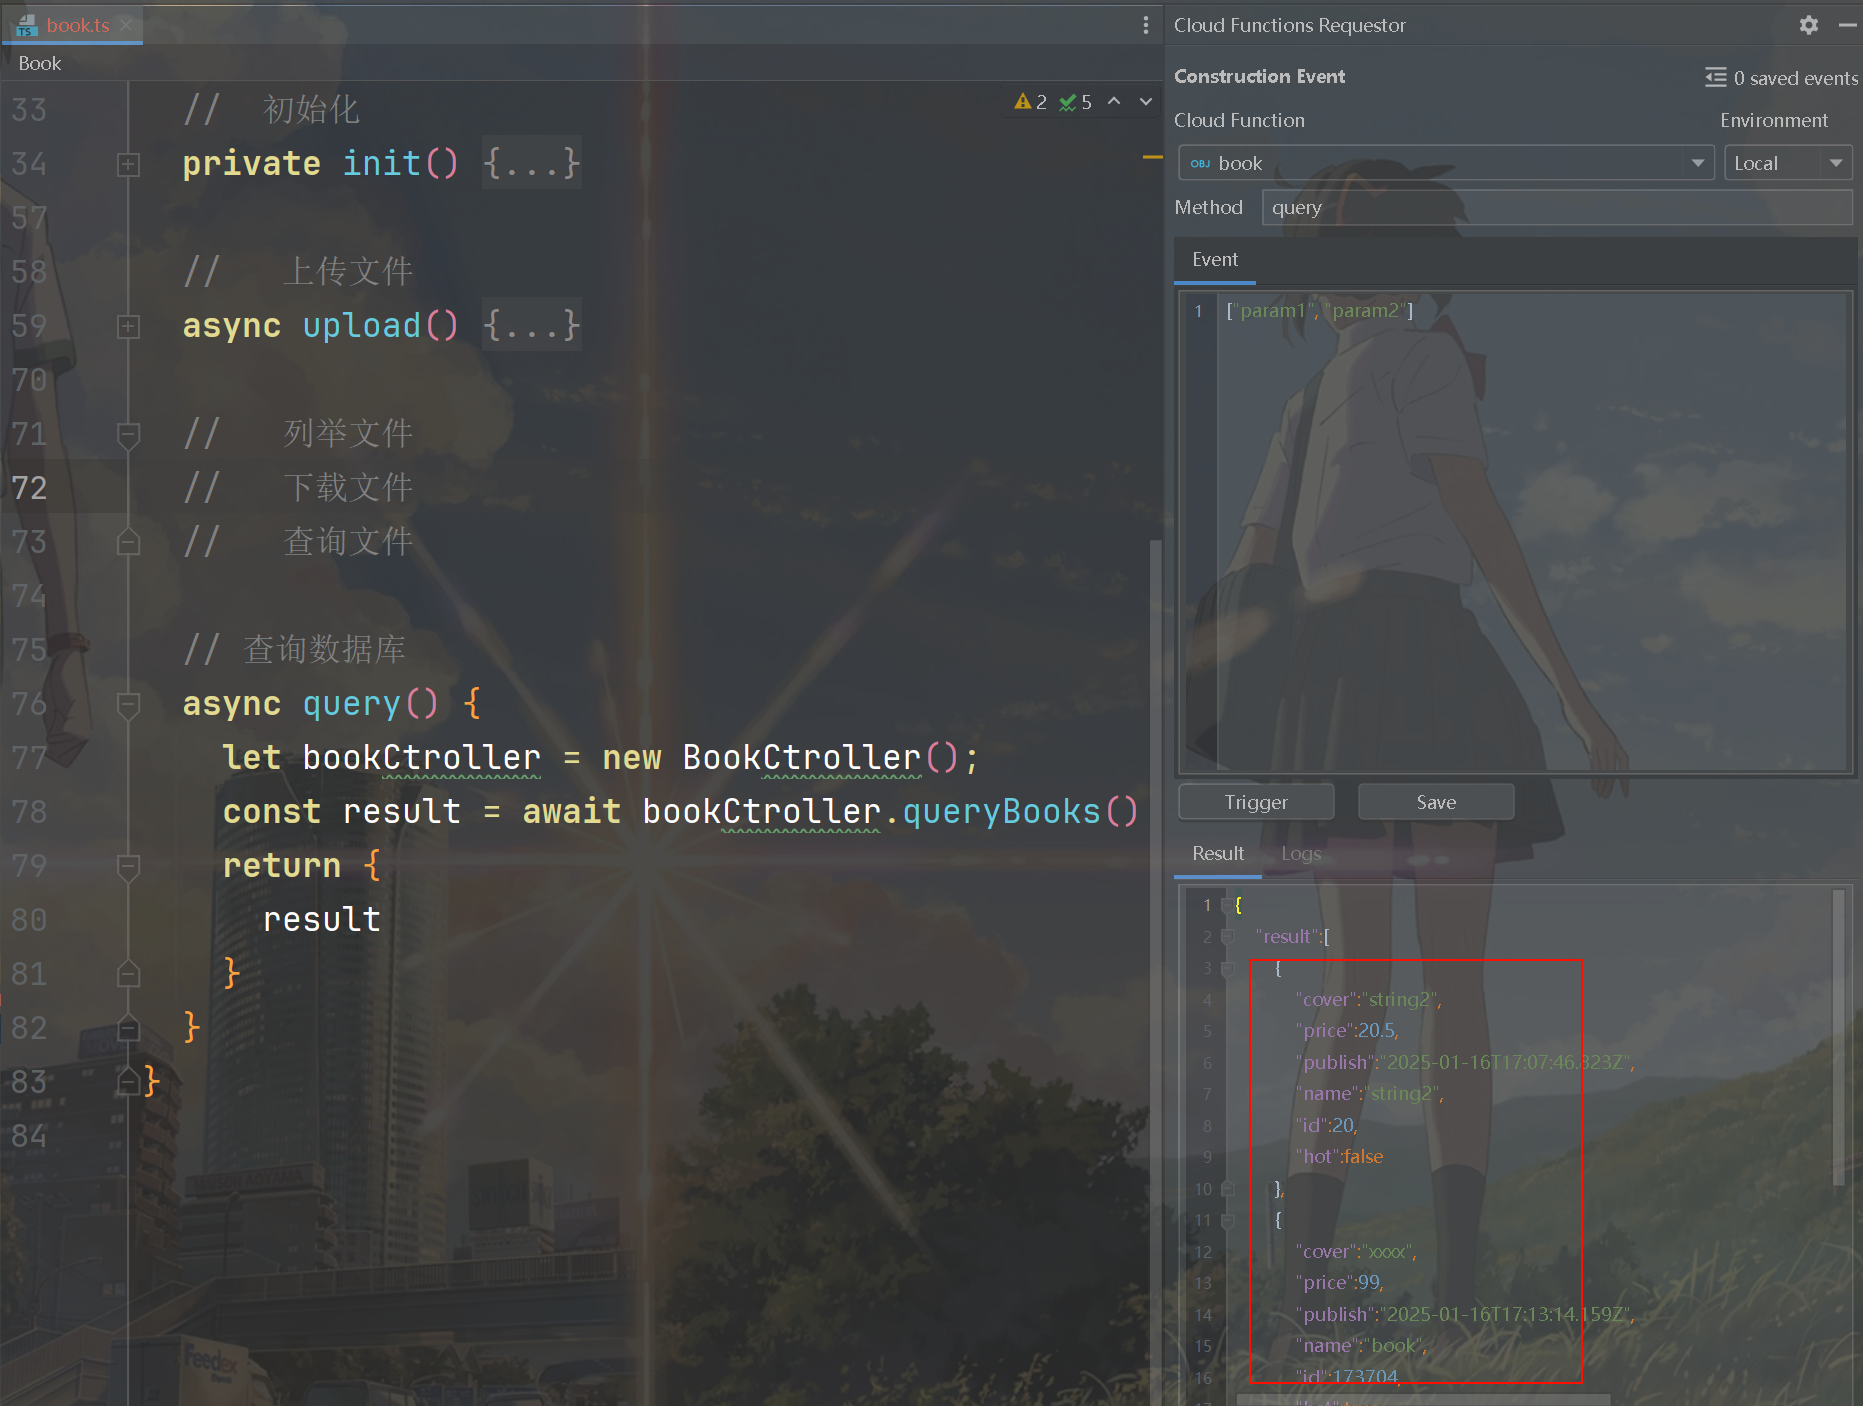 book.ts
Book
2 5
33 //  初始化
34 private init() {...}
57
58 //   上传文件
59 async upload() {...}
70
71 //   列举文件
72 //   下载文件
73 //   查询文件
74
75 // 查询数据库
76 async query() {
77 let bookCtroller = new BookCtroller();
78 const result = await bookCtroller.queryBooks()
79 return {
80 result
81 }
82 }
83 }
84
Cloud Functions Requestor
Construction Event
0 saved events
Cloud Function
Environment
OBJ book
Local
Method
query
Event
1 ["param1", "param2"]
Trigger
Save
Result
Logs
1 {
2 "result":[
3 {
4 "cover":"string2",
5 "price":20.5,
6 "publish":"2025-01-16T17:07:46.323Z",
7 "name":"string2",
8 "id":20,
9 "hot":false
10 },
11 {
12 "cover":"xxxx",
13 "price":99,
14 "publish":"2025-01-16T17:13:14.159Z",
15 "name":"book",
16 "id":173704,